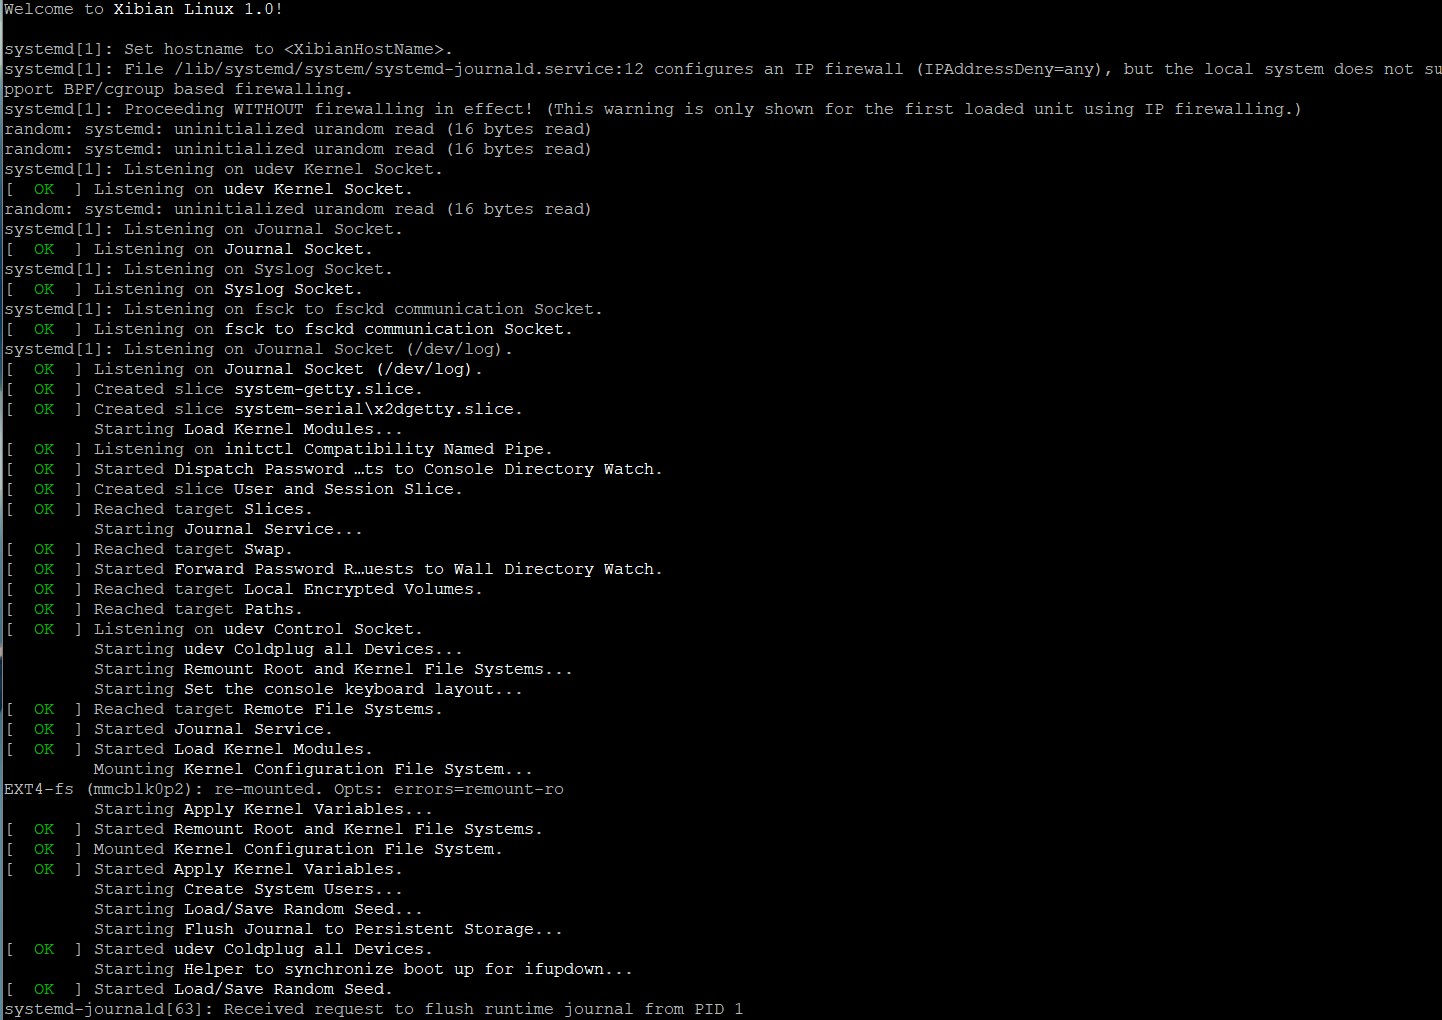 Welcome to Xibian Linux 1.0!
systemd[1]: Set hostname to <XibianHostName>.
systemd[1]: File /lib/systemd/system/systemd-journald.service:12 configures an IP firewall (IPAddressDeny=any), but the local system does not su
pport BPF/cgroup based firewalling.
systemd[1]: Proceeding WITHOUT firewalling in effect! (This warning is only shown for the first loaded unit using IP firewalling.)
random: systemd: uninitialized urandom read (16 bytes read)
random: systemd: uninitialized urandom read (16 bytes read)
systemd[1]: Listening on udev Kernel Socket.
[  OK  ] Listening on udev Kernel Socket.
random: systemd: uninitialized urandom read (16 bytes read)
systemd[1]: Listening on Journal Socket.
[  OK  ] Listening on Journal Socket.
systemd[1]: Listening on Syslog Socket.
[  OK  ] Listening on Syslog Socket.
systemd[1]: Listening on fsck to fsckd communication Socket.
[  OK  ] Listening on fsck to fsckd communication Socket.
systemd[1]: Listening on Journal Socket (/dev/log).
[  OK  ] Listening on Journal Socket (/dev/log).
[  OK  ] Created slice system-getty.slice.
[  OK  ] Created slice system-serial\x2dgetty.slice.
         Starting Load Kernel Modules...
[  OK  ] Listening on initctl Compatibility Named Pipe.
[  OK  ] Started Dispatch Password …ts to Console Directory Watch.
[  OK  ] Created slice User and Session Slice.
[  OK  ] Reached target Slices.
         Starting Journal Service...
[  OK  ] Reached target Swap.
[  OK  ] Started Forward Password R…uests to Wall Directory Watch.
[  OK  ] Reached target Local Encrypted Volumes.
[  OK  ] Reached target Paths.
[  OK  ] Listening on udev Control Socket.
         Starting udev Coldplug all Devices...
         Starting Remount Root and Kernel File Systems...
         Starting Set the console keyboard layout...
[  OK  ] Reached target Remote File Systems.
[  OK  ] Started Journal Service.
[  OK  ] Started Load Kernel Modules.
         Mounting Kernel Configuration File System...
EXT4-fs (mmcblk0p2): re-mounted. Opts: errors=remount-ro
         Starting Apply Kernel Variables...
[  OK  ] Started Remount Root and Kernel File Systems.
[  OK  ] Mounted Kernel Configuration File System.
[  OK  ] Started Apply Kernel Variables.
         Starting Create System Users...
         Starting Load/Save Random Seed...
         Starting Flush Journal to Persistent Storage...
[  OK  ] Started udev Coldplug all Devices.
         Starting Helper to synchronize boot up for ifupdown...
[  OK  ] Started Load/Save Random Seed.
systemd-journald[63]: Received request to flush runtime journal from PID 1